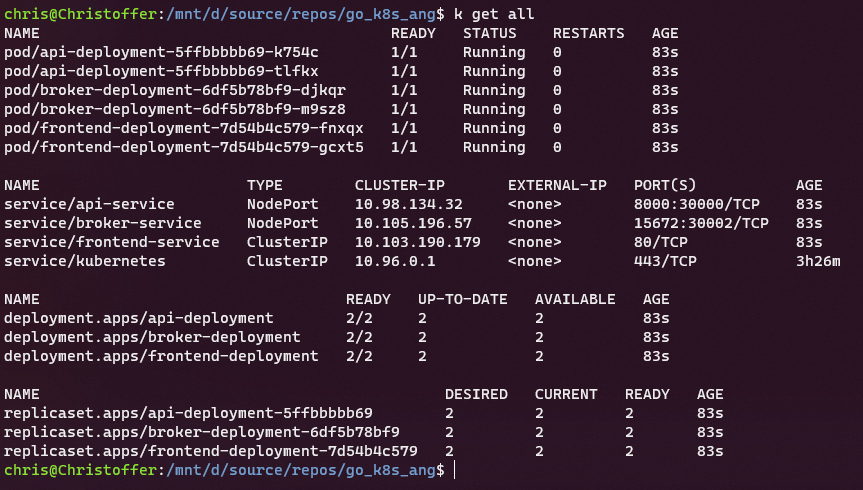 chris@Christoffer:/mnt/d/source/repos/go_k8s_ang$ k get all
NAME READY STATUS RESTARTS AGE
pod/api-deployment-5ffbbbbb69-k754c 1/1 Running 0 83s
pod/api-deployment-5ffbbbbb69-tlfkx 1/1 Running 0 83s
pod/broker-deployment-6df5b78bf9-djkqr 1/1 Running 0 83s
pod/broker-deployment-6df5b78bf9-m9sz8 1/1 Running 0 83s
pod/frontend-deployment-7d54b4c579-fnxqx 1/1 Running 0 83s
pod/frontend-deployment-7d54b4c579-gcxt5 1/1 Running 0 83s
NAME TYPE CLUSTER-IP EXTERNAL-IP PORT(S) AGE
service/api-service NodePort 10.98.134.32 <none> 8000:30000/TCP 83s
service/broker-service NodePort 10.105.196.57 <none> 15672:30002/TCP 83s
service/frontend-service ClusterIP 10.103.190.179 <none> 80/TCP 83s
service/kubernetes ClusterIP 10.96.0.1 <none> 443/TCP 3h26m
NAME READY UP-TO-DATE AVAILABLE AGE
deployment.apps/api-deployment 2/2 2 2 83s
deployment.apps/broker-deployment 2/2 2 2 83s
deployment.apps/frontend-deployment 2/2 2 2 83s
NAME DESIRED CURRENT READY AGE
replicaset.apps/api-deployment-5ffbbbbb69 2 2 2 83s
replicaset.apps/broker-deployment-6df5b78bf9 2 2 2 83s
replicaset.apps/frontend-deployment-7d54b4c579 2 2 2 83s
chris@Christoffer:/mnt/d/source/repos/go_k8s_ang$